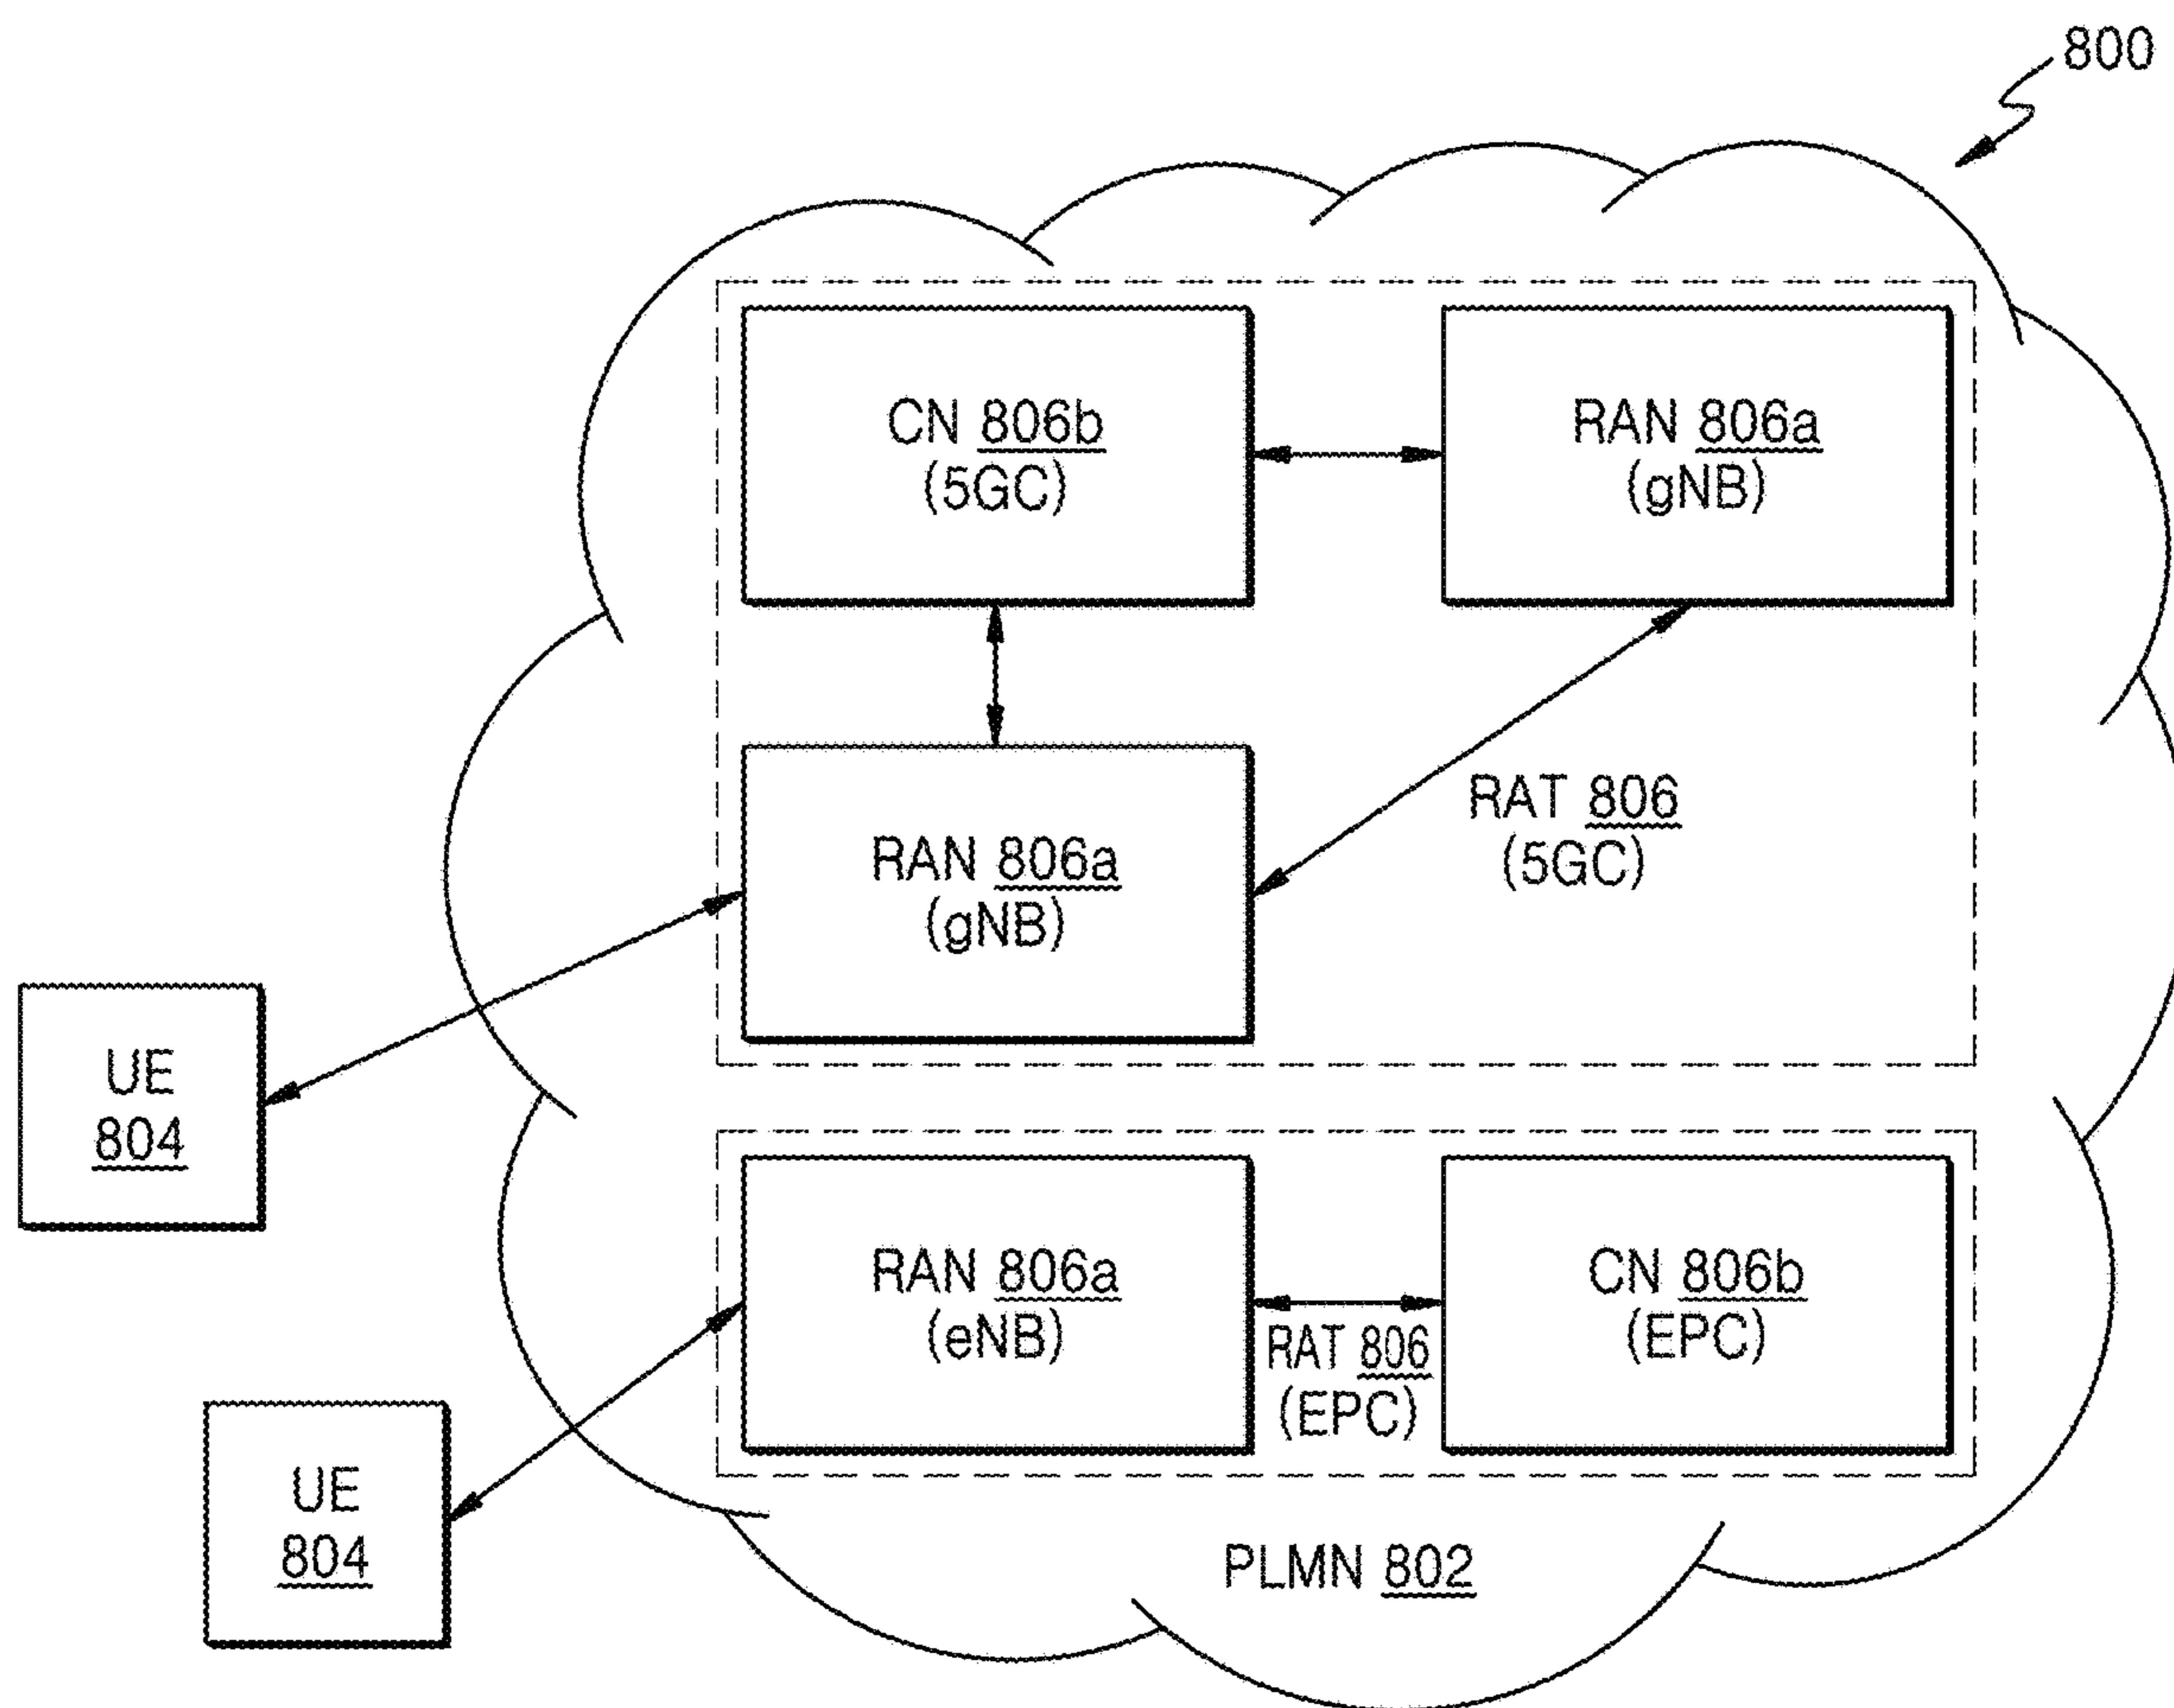 800
CN 806b
(5GC)
RAN 806a
(gNB)
RAN 806a
(gNB)
RAT 806
(5GC)
UE
804
RAN 806a
(eNB)
RAT 806
(EPC)
CN 806b
(EPC)
UE
804
PLMN 802